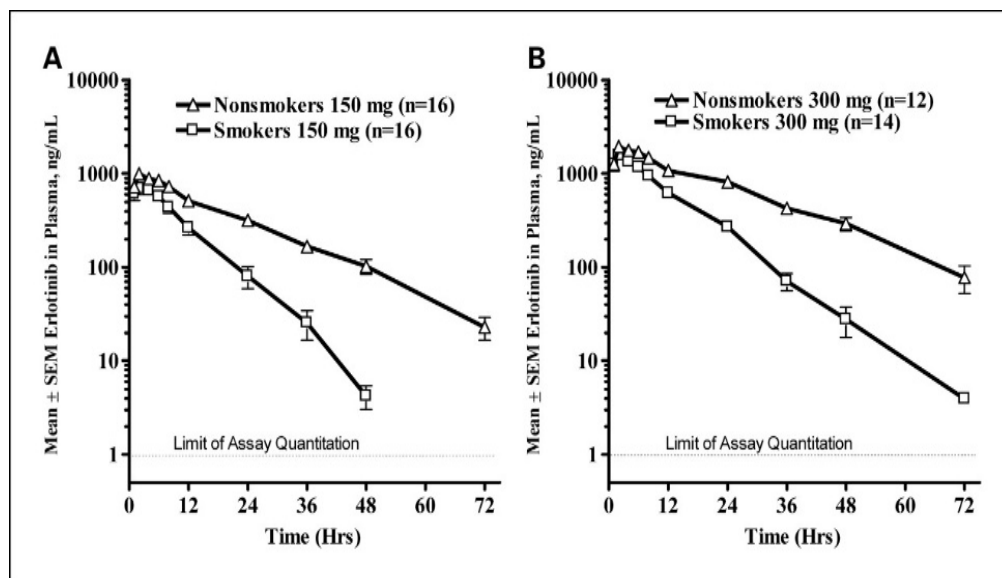 A
Nonsmokers 150 mg (n=16)
Smokers 150 mg (n=16)
Mean ± SEM Erlotinib in Plasma, ng/mL
10000
1000
100
10
1
Limit of Assay Quantitation
0 12 24 36 48 60 72
Time (Hrs)
B
Nonsmokers 300 mg (n=12)
Smokers 300 mg (n=14)
Mean ± SEM Erlotinib in Plasma, ng/mL
10000
1000
100
10
1
Limit of Assay Quantitation
0 12 24 36 48 60 72
Time (Hrs)